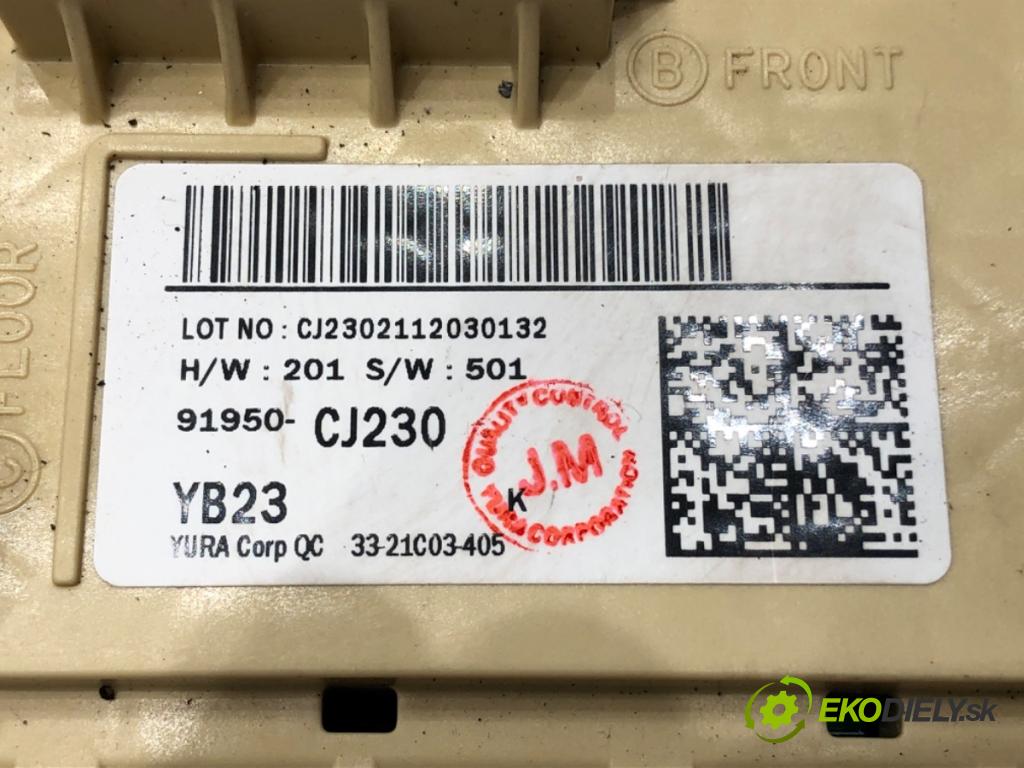 B FRONT
C FLOOR
LOT NO : CJ2302112030132
H/W : 201 S/W : 501
91950- CJ230
YB23
YURA Corp QC 33-21C03-405
K
QUALITY CONTROL
J.M
YURA CORPORATION
EKODIELY.sk